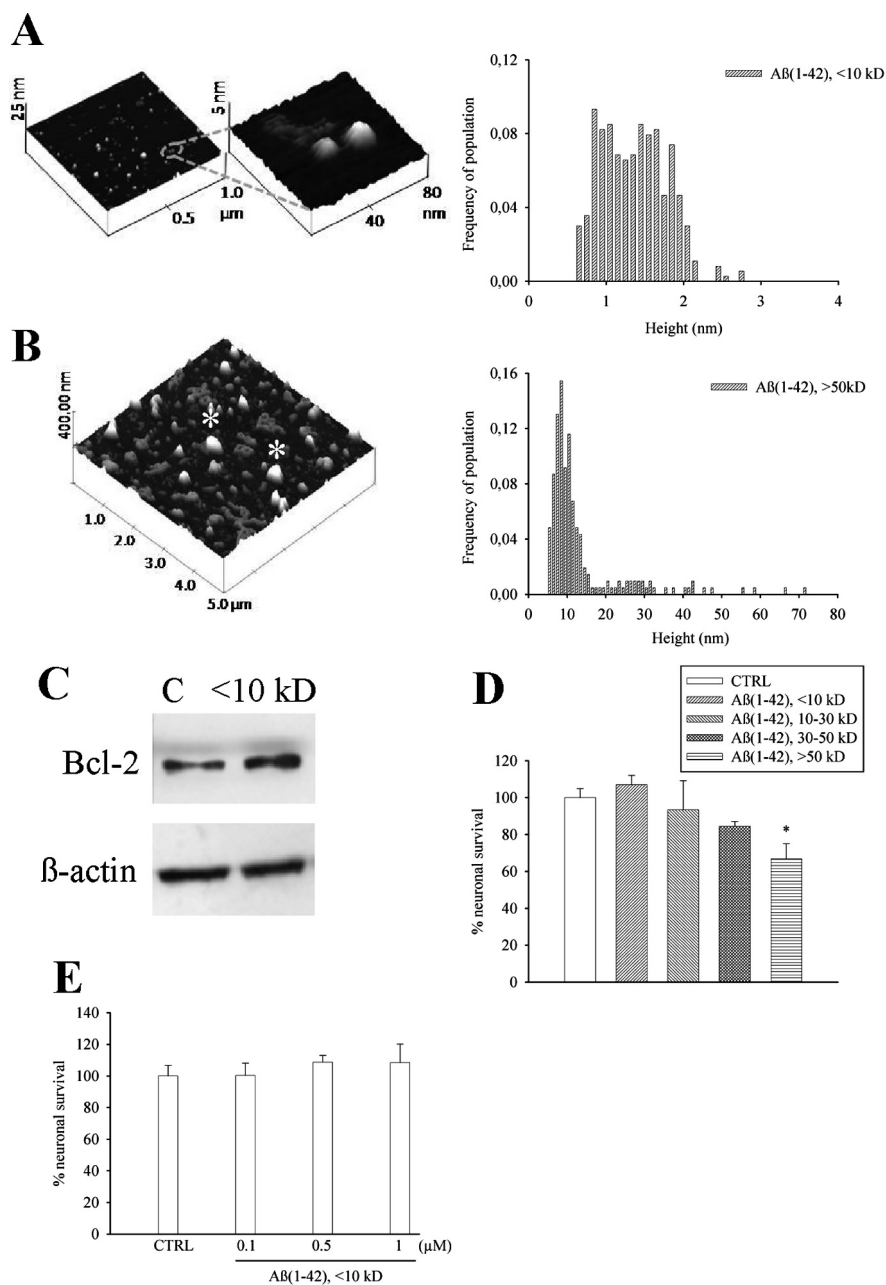 A
25 nm
5 nm
0.5
1.0
µm
40
80
nm
0,12
0,08
0,04
0,00
Frequency of population
Aß(1-42), <10 kD
0
1
2
3
4
Height (nm)
B
400.00 nm
1.0
2.0
3.0
4.0
5.0 µm
*
*
0,16
0,12
0,08
0,04
0,00
Frequency of population
Aß(1-42), >50kD
0
10
20
30
40
50
60
70
80
Height (nm)
C
C <10 kD
Bcl-2
ß-actin
D
CTRL
Aß(1-42), <10 kD
Aß(1-42), 10-30 kD
Aß(1-42), 30-50 kD
Aß(1-42), >50 kD
120
100
80
60
40
20
0
% neuronal survival
*
E
140
120
100
80
60
40
20
0
% neuronal survival
CTRL 0.1 0.5 1 (µM)
Aß(1-42), <10 kD